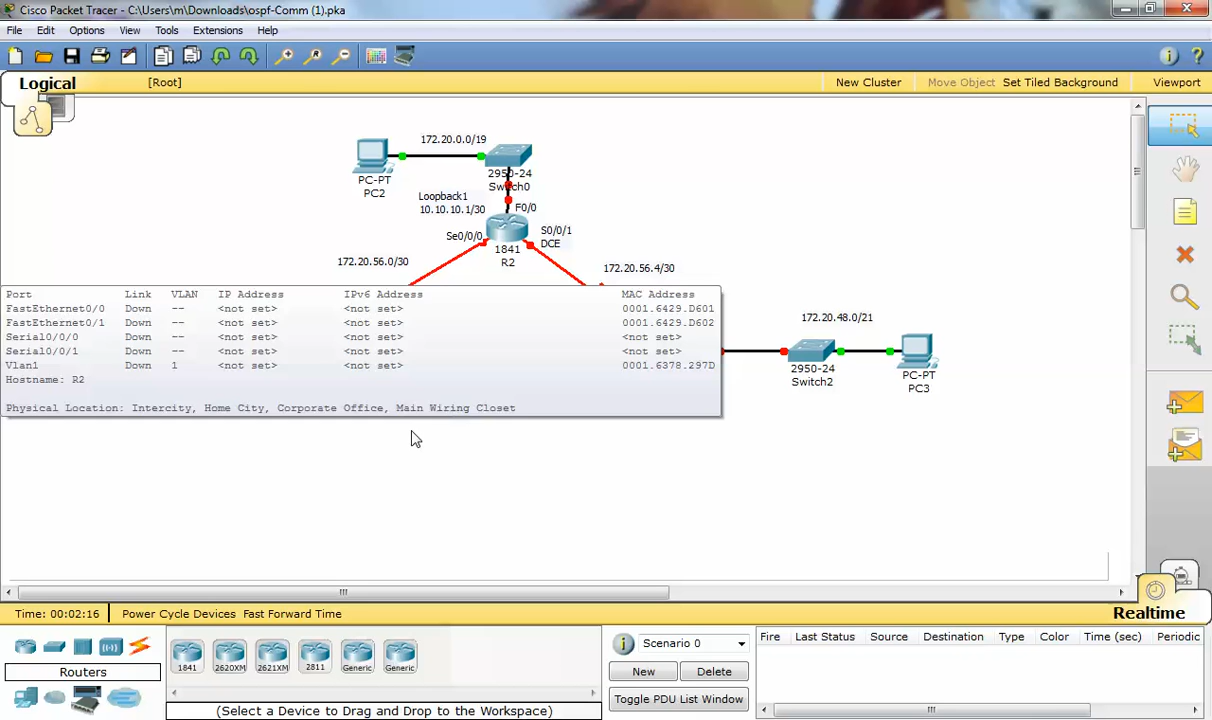 Cisco Packet Tracer - C:\Users\m\Downloads\ospf-Comm (1).pka
File Edit Options View Tools Extensions Help
Logical [Root] New Cluster Move Object Set Tiled Background Viewport
172.20.0.0/19
PC-PT
PC2
2950-24
Switch0
Loopback1
10.10.10.1/30
F0/0
Se0/0/0
S0/0/1
DCE
1841
R2
172.20.56.0/30
172.20.56.4/30
Port Link VLAN IP Address IPv6 Address MAC Address
FastEthernet0/0 Down -- <not set> <not set> 0001.6429.D601
FastEthernet0/1 Down -- <not set> <not set> 0001.6429.D602
Serial0/0/0 Down -- <not set> <not set> <not set>
Serial0/0/1 Down -- <not set> <not set> <not set>
Vlan1 Down 1 <not set> <not set> 0001.6378.297D
Hostname: R2
Physical Location: Intercity, Home City, Corporate Office, Main Wiring Closet
172.20.48.0/21
2950-24
Switch2
PC-PT
PC3
Time: 00:02:16 Power Cycle Devices Fast Forward Time Realtime
Routers
1841 2620XM 2621XM 2811 Generic Generic
(Select a Device to Drag and Drop to the Workspace)
Scenario 0
New Delete
Toggle PDU List Window
Fire Last Status Source Destination Type Color Time (sec) Periodic